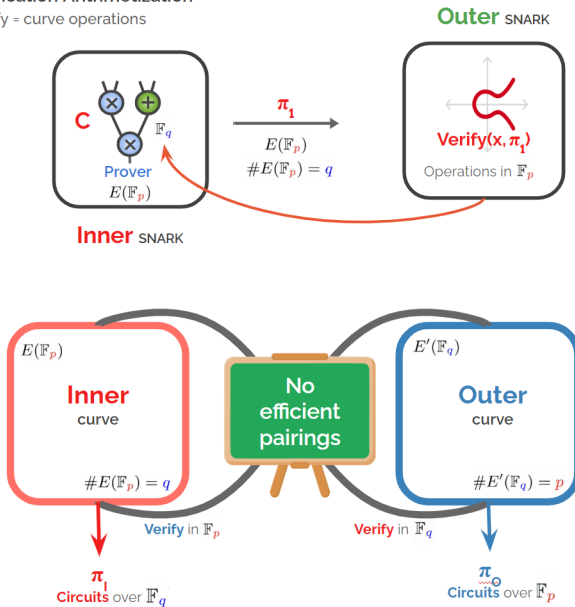 y = curve operations
Outer SNARK
C
× + ×
𝔽q
Prover
E(𝔽p)
π1
E(𝔽p)
#E(𝔽p) = q
Verify(x, π1)
Operations in 𝔽p
Inner SNARK
E(𝔽p)
Inner
curve
#E(𝔽p) = q
No
efficient
pairings
E′(𝔽q)
Outer
curve
#E′(𝔽q) = p
Verify in 𝔽p
Verify in 𝔽q
πI
Circuits over 𝔽q
πO
Circuits over 𝔽p